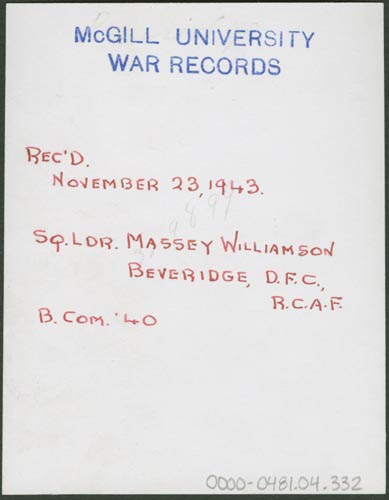 McGILL UNIVERSITY
WAR RECORDS
REC'D.
NOVEMBER 23, 1943.
SQ. LDR. MASSEY WILLIAMSON
BEVERIDGE, D.F.C.,
R.C.A.F.
B. COM. '40
0000-0481.04.332